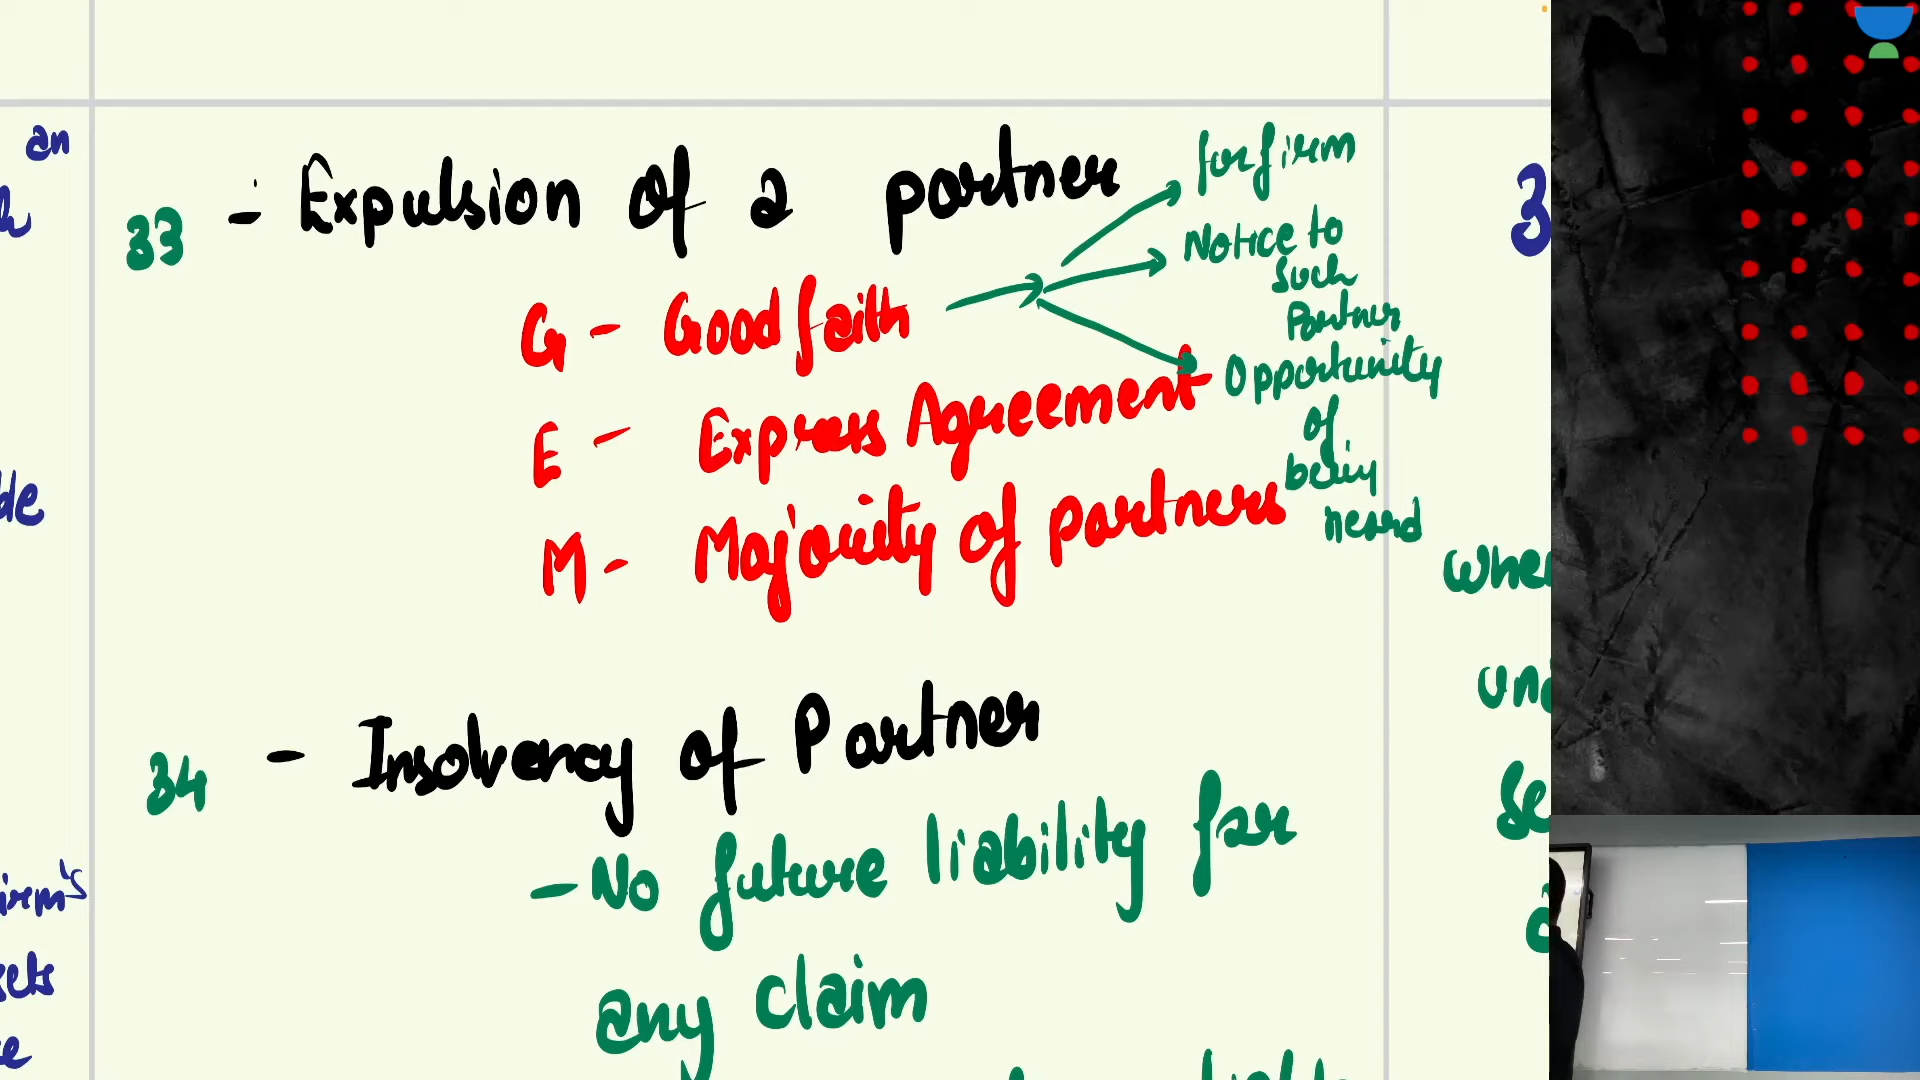 an
33 - Expulsion of a partner
G - Good faith
for firm
Notice to
such
Partner
Opportunity
of
being
heard
E - Express Agreement
M - Majority of partners
34 - Insolvency of Partner
- No future liability for
any claim